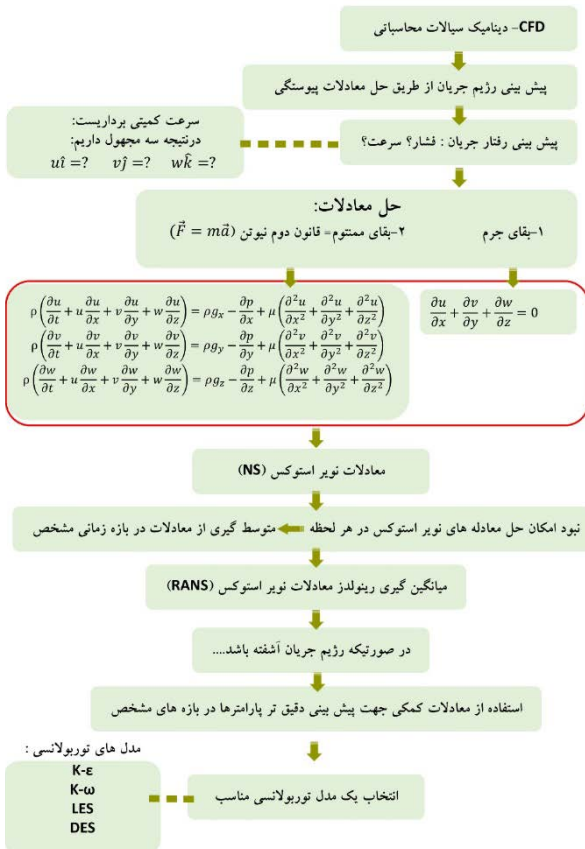 CFD- دینامیک سیالات محاسباتی
پیش بینی رژیم جریان از طریق حل معادلات پیوستگی
پیش بینی رفتار جریان : فشار؟ سرعت؟
سرعت کمیتی برداریست:
درنتیجه سه مجهول داریم:
uî =? vĵ =? wk̂ =?
حل معادلات:
۱-بقای جرم
۲-بقای ممنتوم= قانون دوم نیوتن (F⃗ = ma⃗)
∂u/∂x + ∂v/∂y + ∂w/∂z = 0
ρ(∂u/∂t + u ∂u/∂x + v ∂u/∂y + w ∂u/∂z) = ρg_x − ∂p/∂x + μ(∂²u/∂x² + ∂²u/∂y² + ∂²u/∂z²)
ρ(∂v/∂t + u ∂v/∂x + v ∂v/∂y + w ∂v/∂z) = ρg_y − ∂p/∂y + μ(∂²v/∂x² + ∂²v/∂y² + ∂²v/∂z²)
ρ(∂w/∂t + u ∂w/∂x + v ∂w/∂y + w ∂w/∂z) = ρg_z − ∂p/∂z + μ(∂²w/∂x² + ∂²w/∂y² + ∂²w/∂z²)
معادلات نویر استوکس (NS)
نبود امکان حل معادله های نویر استوکس در هر لحظه متوسط گیری از معادلات در بازه زمانی مشخص
میانگین گیری رینولدز معادلات نویر استوکس (RANS)
در صورتیکه رژیم جریان آشفته باشد....
استفاده از معادلات کمکی جهت پیش بینی دقیق تر پارامترها در بازه های مشخص
انتخاب یک مدل توربولانسی مناسب
مدل های توربولانسی :
K-ε
K-ω
LES
DES